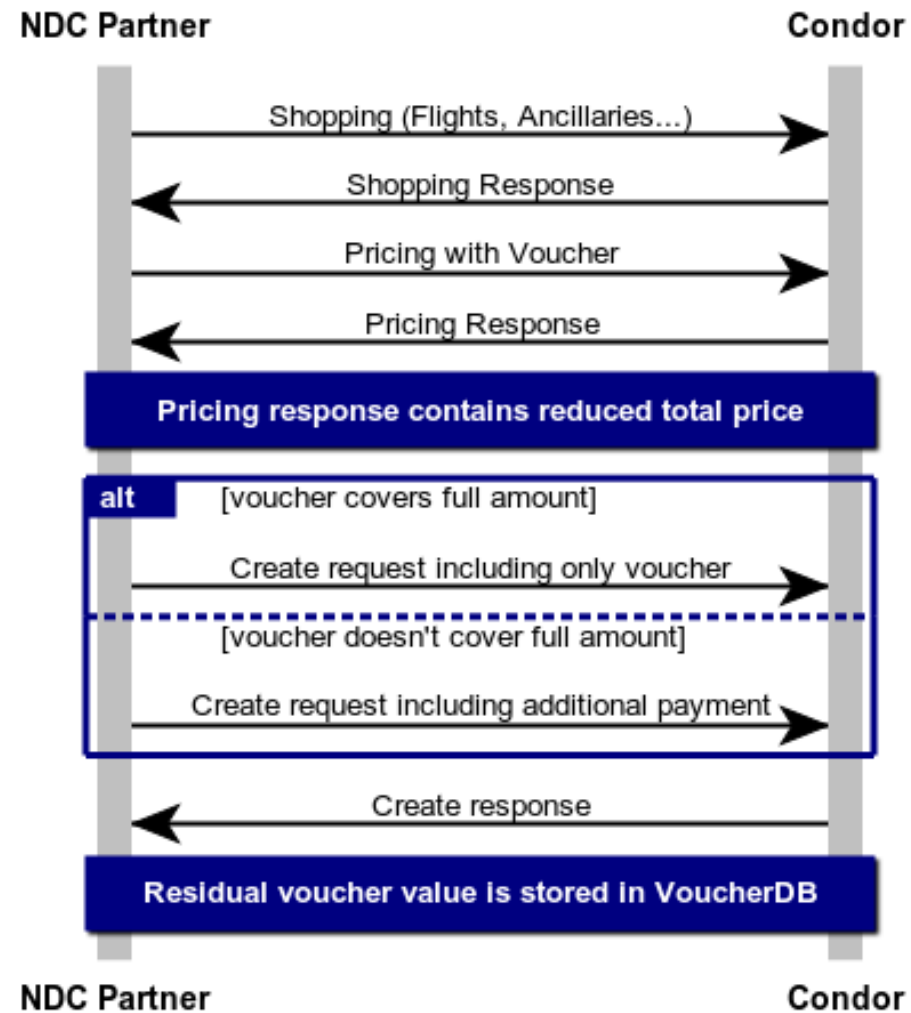 NDC Partner
Condor
Shopping (Flights, Ancillaries...)
Shopping Response
Pricing with Voucher
Pricing Response
Pricing response contains reduced total price
alt
[voucher covers full amount]
Create request including only voucher
[voucher doesn't cover full amount]
Create request including additional payment
Create response
Residual voucher value is stored in VoucherDB
NDC Partner
Condor